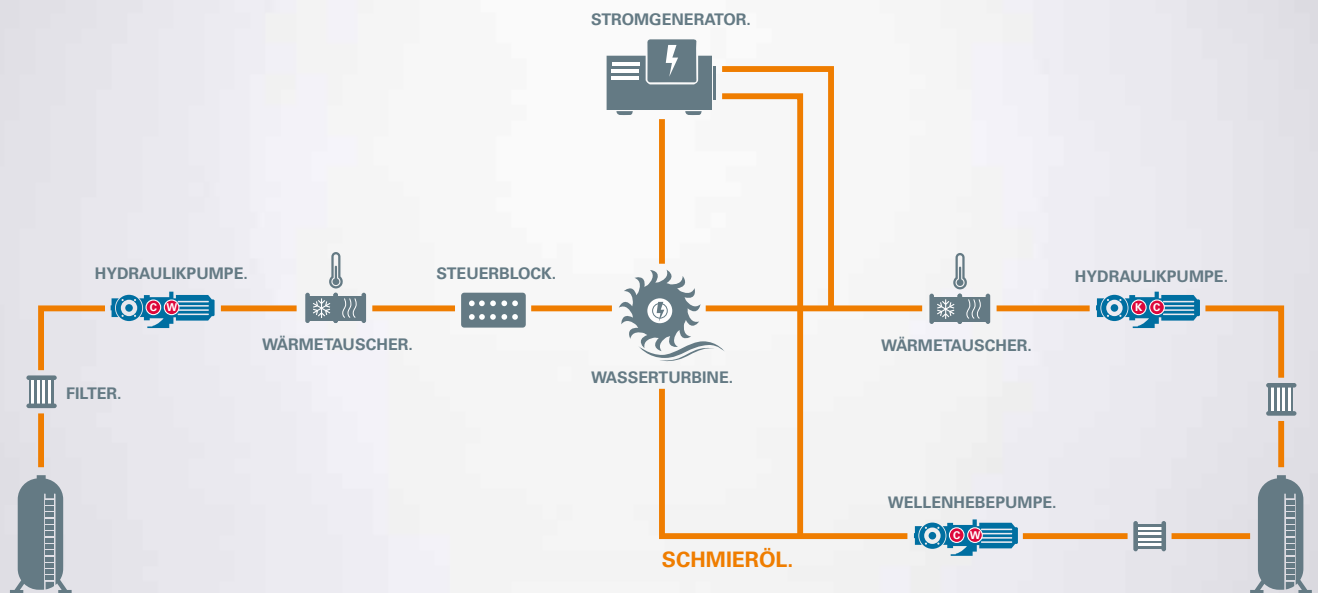 STROMGENERATOR.
HYDRAULIKPUMPE.
C W
WÄRMETAUSCHER.
STEUERBLOCK.
WASSERTURBINE.
WÄRMETAUSCHER.
HYDRAULIKPUMPE.
K C
FILTER.
WELLENHEBEPUMPE.
C W
SCHMIERÖL.